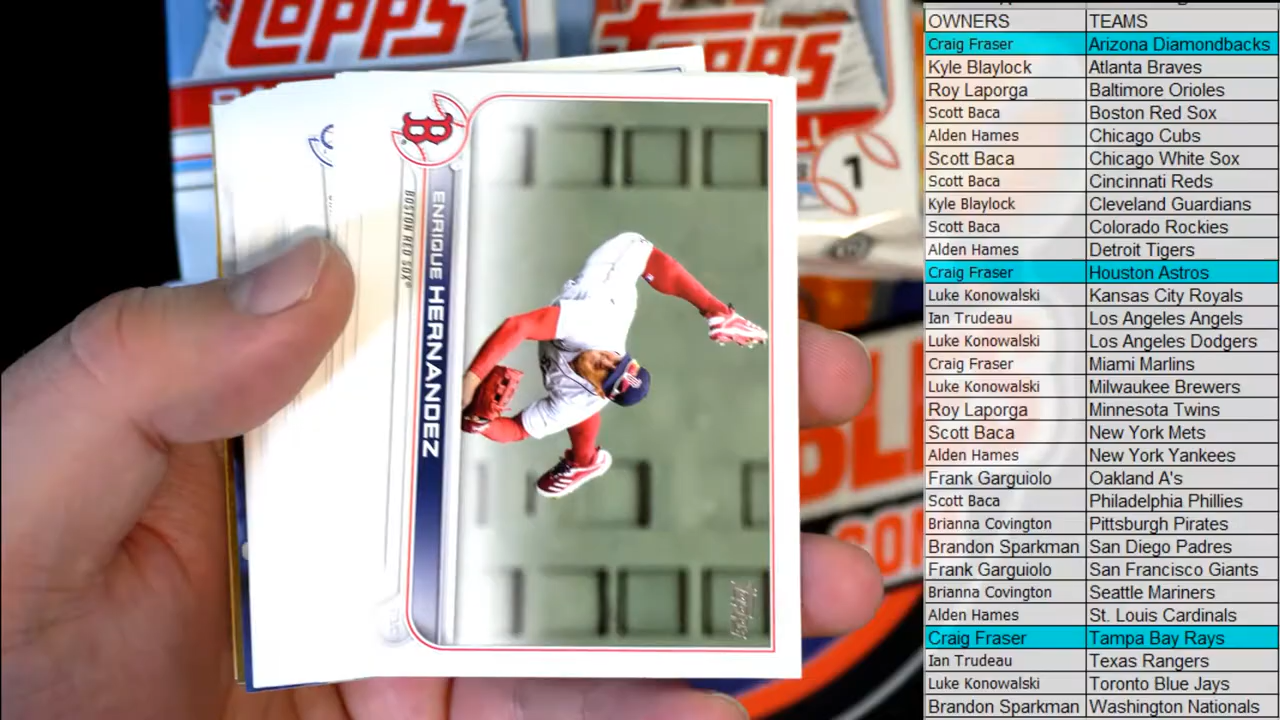 TOPPS
TOPPS
1
B
ENRIQUE HERNANDEZ
BOSTON RED SOX®
Topps
OWNERS TEAMS
Craig Fraser Arizona Diamondbacks
Kyle Blaylock Atlanta Braves
Roy Laporga Baltimore Orioles
Scott Baca Boston Red Sox
Alden Hames Chicago Cubs
Scott Baca Chicago White Sox
Scott Baca Cincinnati Reds
Kyle Blaylock Cleveland Guardians
Scott Baca Colorado Rockies
Alden Hames Detroit Tigers
Craig Fraser Houston Astros
Luke Konowalski Kansas City Royals
Ian Trudeau Los Angeles Angels
Luke Konowalski Los Angeles Dodgers
Craig Fraser Miami Marlins
Luke Konowalski Milwaukee Brewers
Roy Laporga Minnesota Twins
Scott Baca New York Mets
Alden Hames New York Yankees
Frank Garguiolo Oakland A's
Scott Baca Philadelphia Phillies
Brianna Covington Pittsburgh Pirates
Brandon Sparkman San Diego Padres
Frank Garguiolo San Francisco Giants
Brianna Covington Seattle Mariners
Alden Hames St. Louis Cardinals
Craig Fraser Tampa Bay Rays
Ian Trudeau Texas Rangers
Luke Konowalski Toronto Blue Jays
Brandon Sparkman Washington Nationals